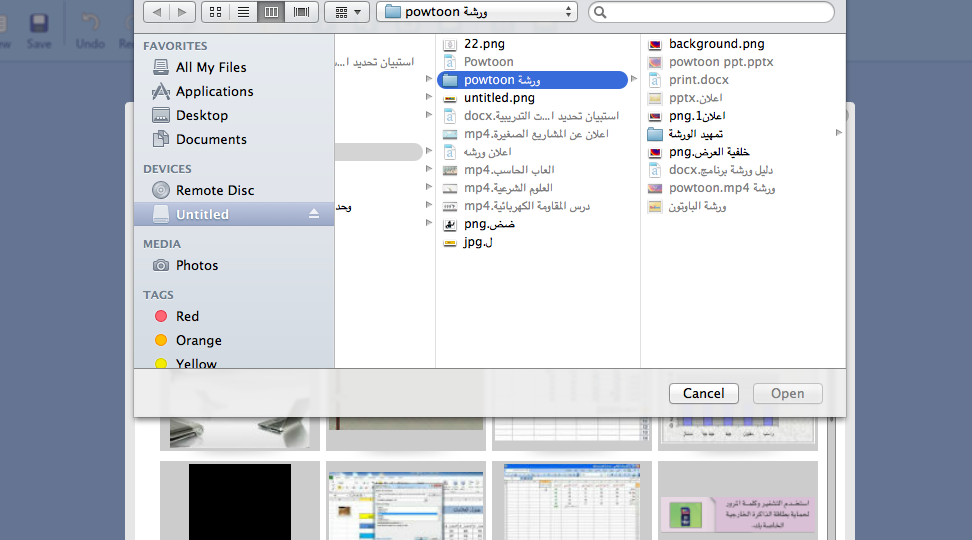 ورشة powtoon
Save
Undo
FAVORITES
All My Files
Applications
Desktop
Documents
DEVICES
Remote Disc
Untitled
MEDIA
Photos
TAGS
Red
Orange
Yellow
استبيان تحديد ا...ت
وحد
22.png
Powtoon
ورشة powtoon
untitled.png
استبيان تحديد ا...ت التدريبية.docx
اعلان عن المشاريع الصغيرة.mp4
اعلان ورشه
العاب الحاسب.mp4
العلوم الشرعية.mp4
درس المقاومة الكهربائية.mp4
ضض.png
ل.jpg
background.png
powtoon ppt.pptx
print.docx
اعلان.pptx
اعلان1.png
تمهيد الورشة
خلفية العرض.png
دليل ورشة برنامج.docx
ورشة powtoon.mp4
ورشة الباوتون
Cancel
Open
استخدم التشفير وكلمة المرور
لحماية بطاقة الذاكرة الخارجية
الخاصة بك.